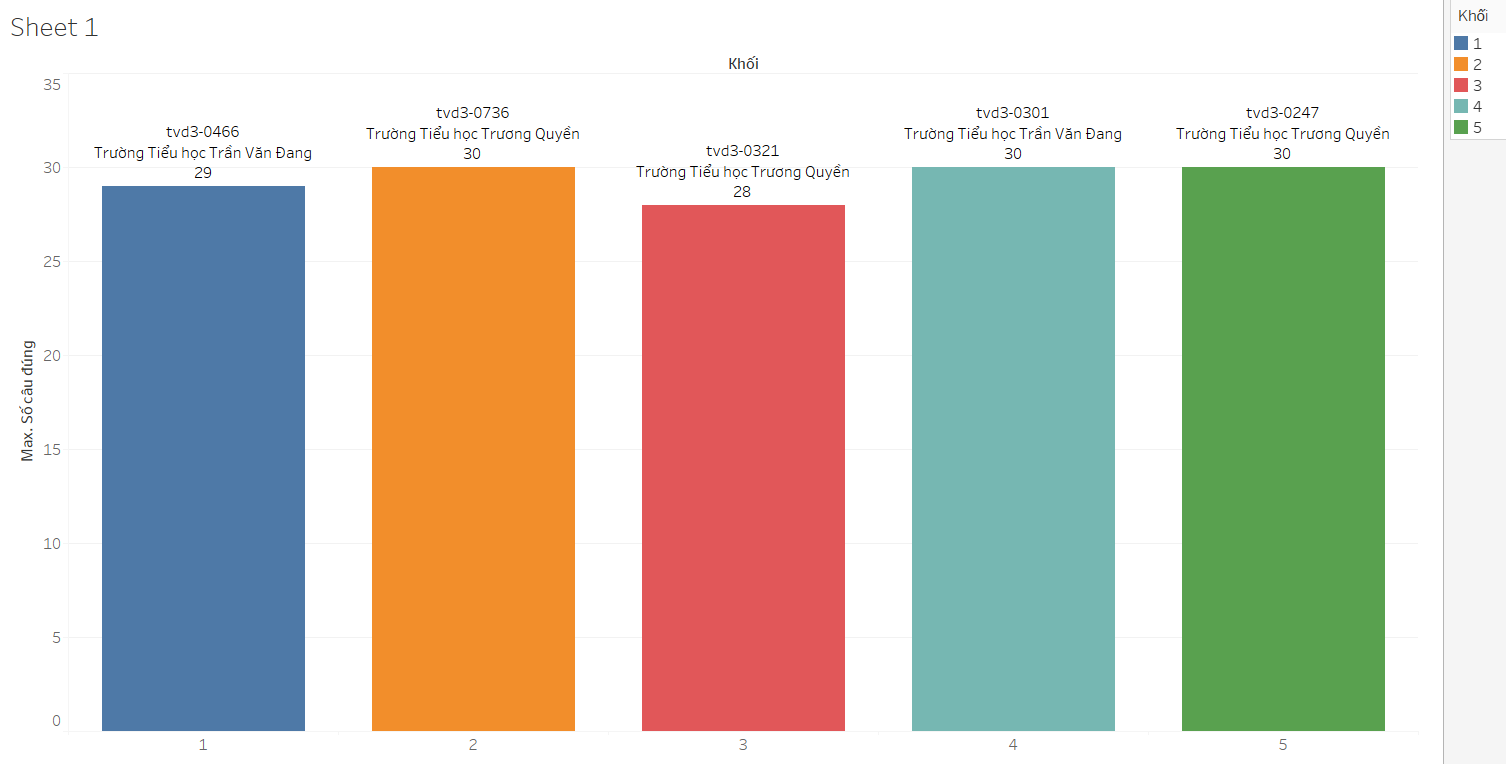 Sheet 1
Khối
1
2
3
4
5
Khối
35
30
25
20
15
10
5
0
Max. Số câu đúng
tvd3-0466
Trường Tiểu học Trần Văn Đang
29
tvd3-0736
Trường Tiểu học Trương Quyền
30
tvd3-0321
Trường Tiểu học Trương Quyền
28
tvd3-0301
Trường Tiểu học Trần Văn Đang
30
tvd3-0247
Trường Tiểu học Trương Quyền
30
1
2
3
4
5